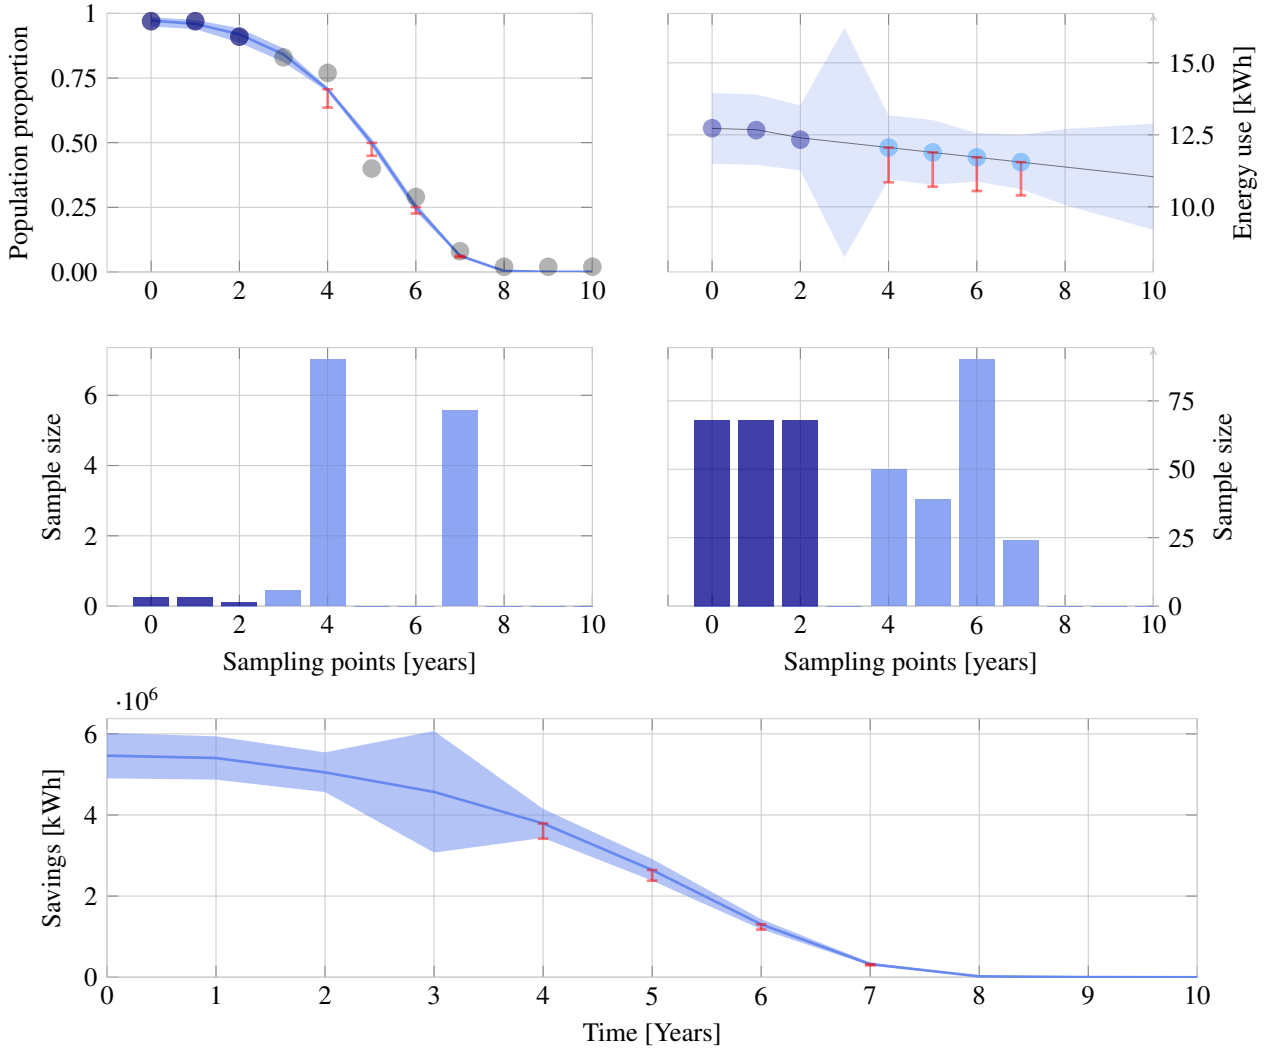 1
0.75
0.50
0.25
0.00
Population proportion
0 2 4 6 8 10
15.0
12.5
10.0
Energy use [kWh]
0 2 4 6 8 10
6
4
2
0
Sample size
0 2 4 6 8 10
Sampling points [years]
75
50
25
0
Sample size
0 2 4 6 8 10
Sampling points [years]
·10⁶
6
4
2
0
Savings [kWh]
0 1 2 3 4 5 6 7 8 9 10
Time [Years]